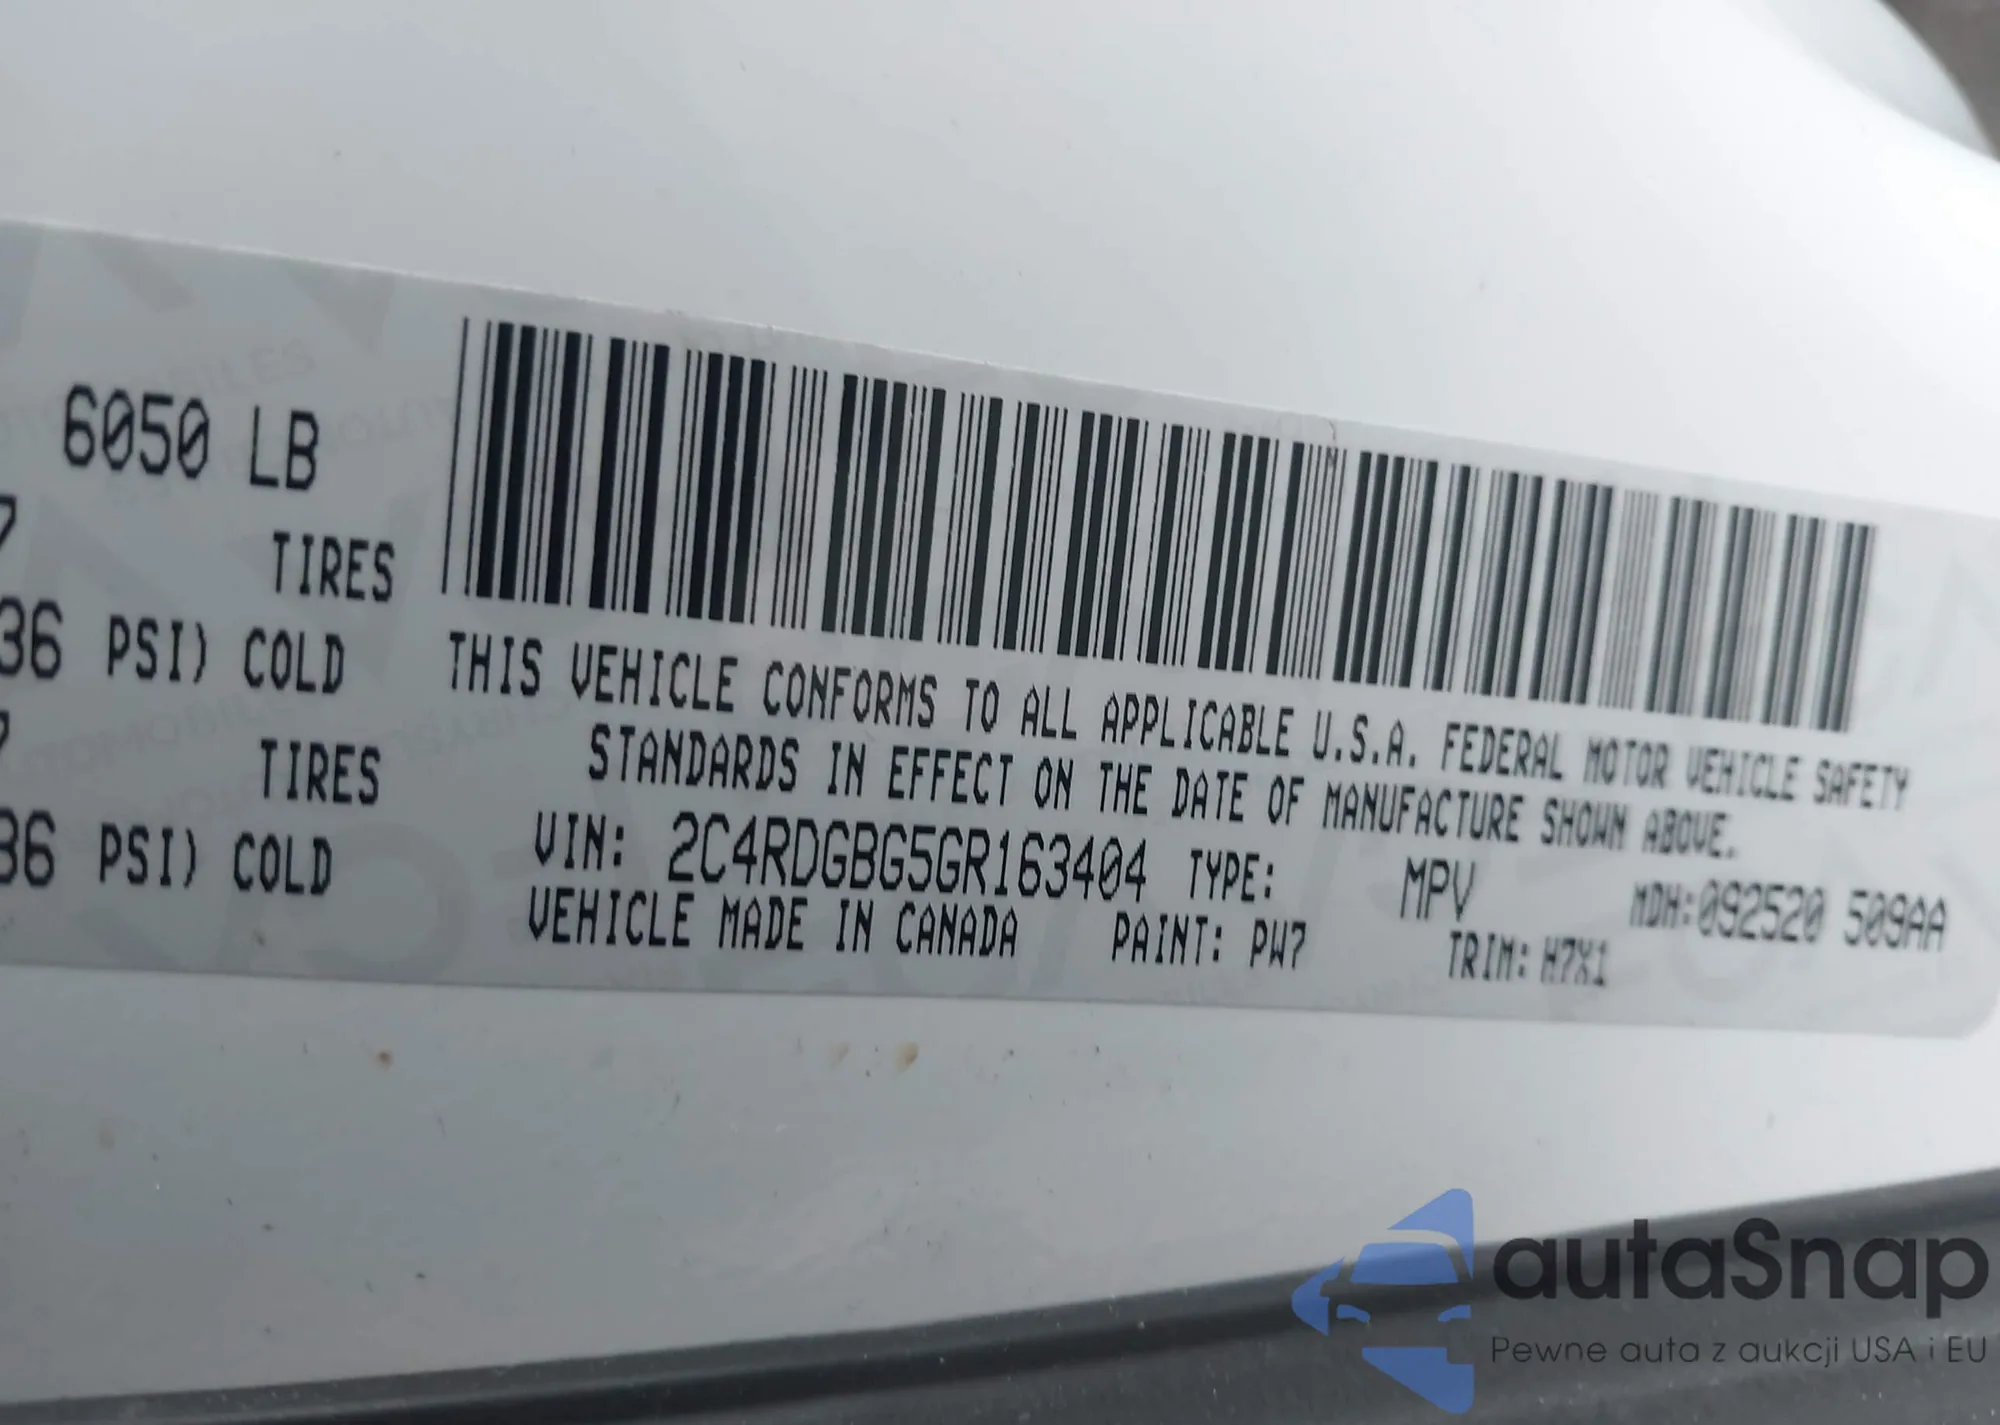 6050 LB
TIRES
36 PSI) COLD
TIRES
36 PSI) COLD
THIS VEHICLE CONFORMS TO ALL APPLICABLE U.S.A. FEDERAL MOTOR VEHICLE SAFETY
STANDARDS IN EFFECT ON THE DATE OF MANUFACTURE SHOWN ABOVE.
VIN: 2C4RDGBG5GR163404 TYPE: MPV MDH:092520 509AA
VEHICLE MADE IN CANADA PAINT: PW7 TRIM: H7X1
autaSnap
Pewne auta z aukcji USA i EU